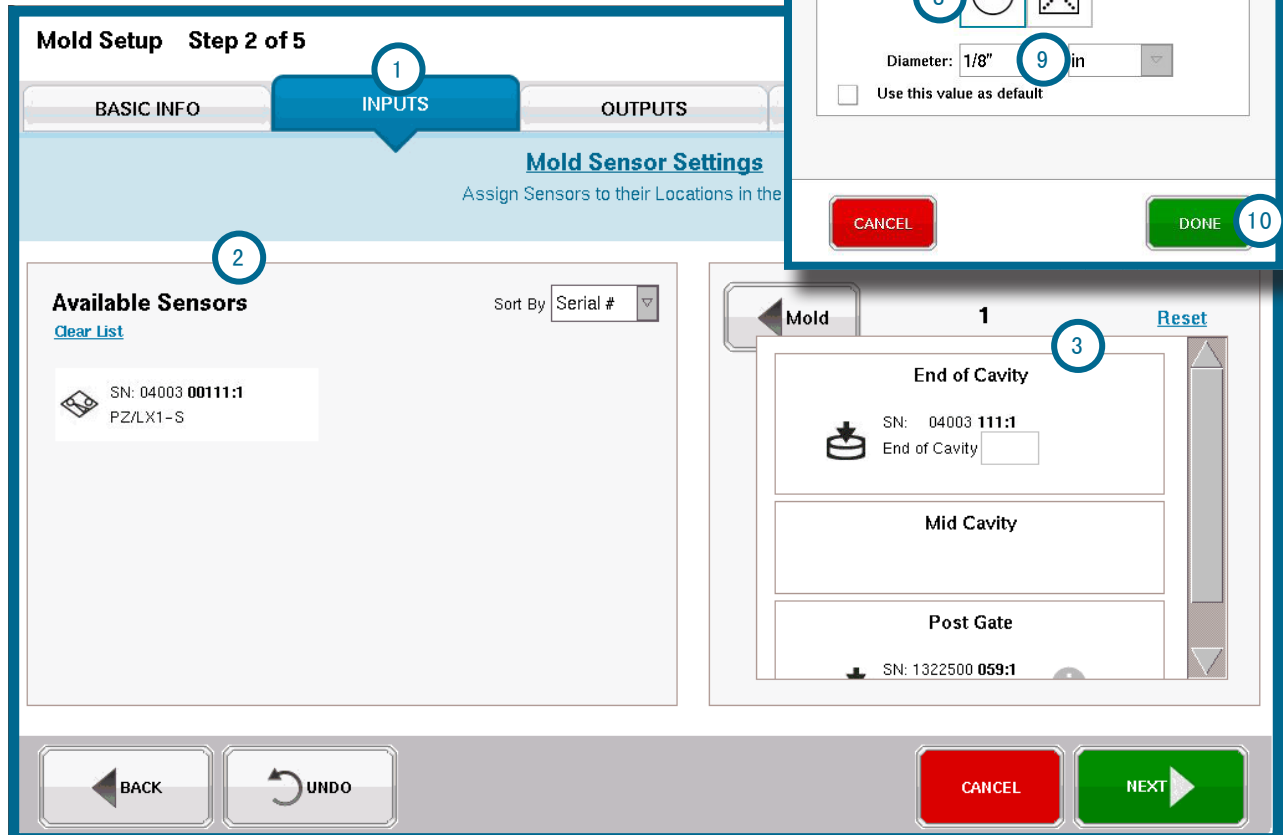 Mold Setup Step 2 of 5
1
BASIC INFO
INPUTS
OUTPUTS
Mold Sensor Settings
Assign Sensors to their Locations in the
Diameter: 1/8" 9 in
Use this value as default
CANCEL
DONE 10
2
Available Sensors
Clear List
Sort By Serial #
SN: 04003 00111:1
PZ/LX1-S
Mold
1
Reset
3
End of Cavity
SN: 04003 111:1
End of Cavity
Mid Cavity
Post Gate
SN: 1322500 059:1
BACK
UNDO
CANCEL
NEXT